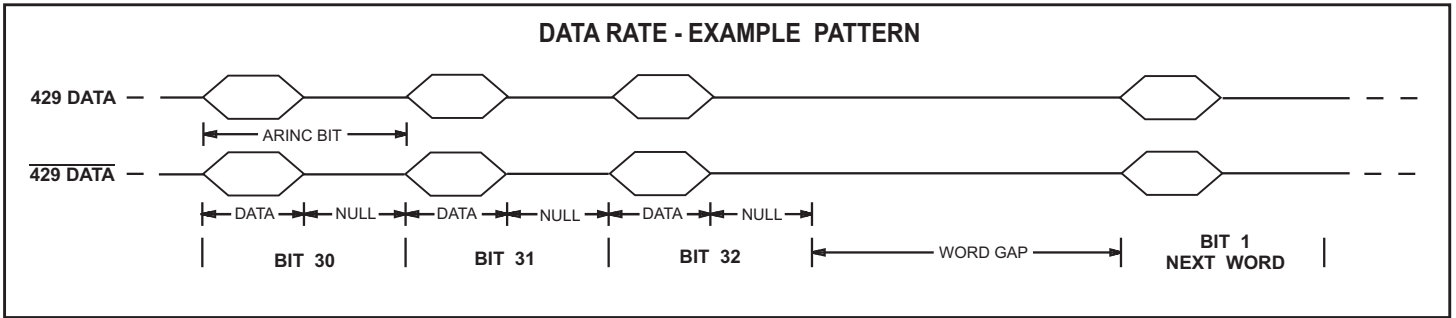 DATA RATE - EXAMPLE PATTERN
429 DATA
ARINC BIT
429 DATA
DATA NULL DATA NULL DATA NULL
BIT 30 BIT 31 BIT 32 WORD GAP BIT 1
NEXT WORD